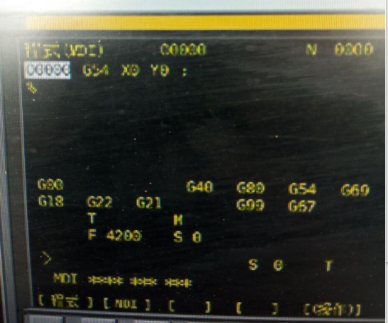 程式(MDI) O0000 N 0000
O0000 G54 X0 Y0 ;
%
G00 G40 G80 G54 G69
G18 G22 G21 G99 G67
T M
F 4200 S 0
> S 0 T
MDI **** *** ***
[ 程式 ] [ MDI ] [ ] [ ] [(操作)]